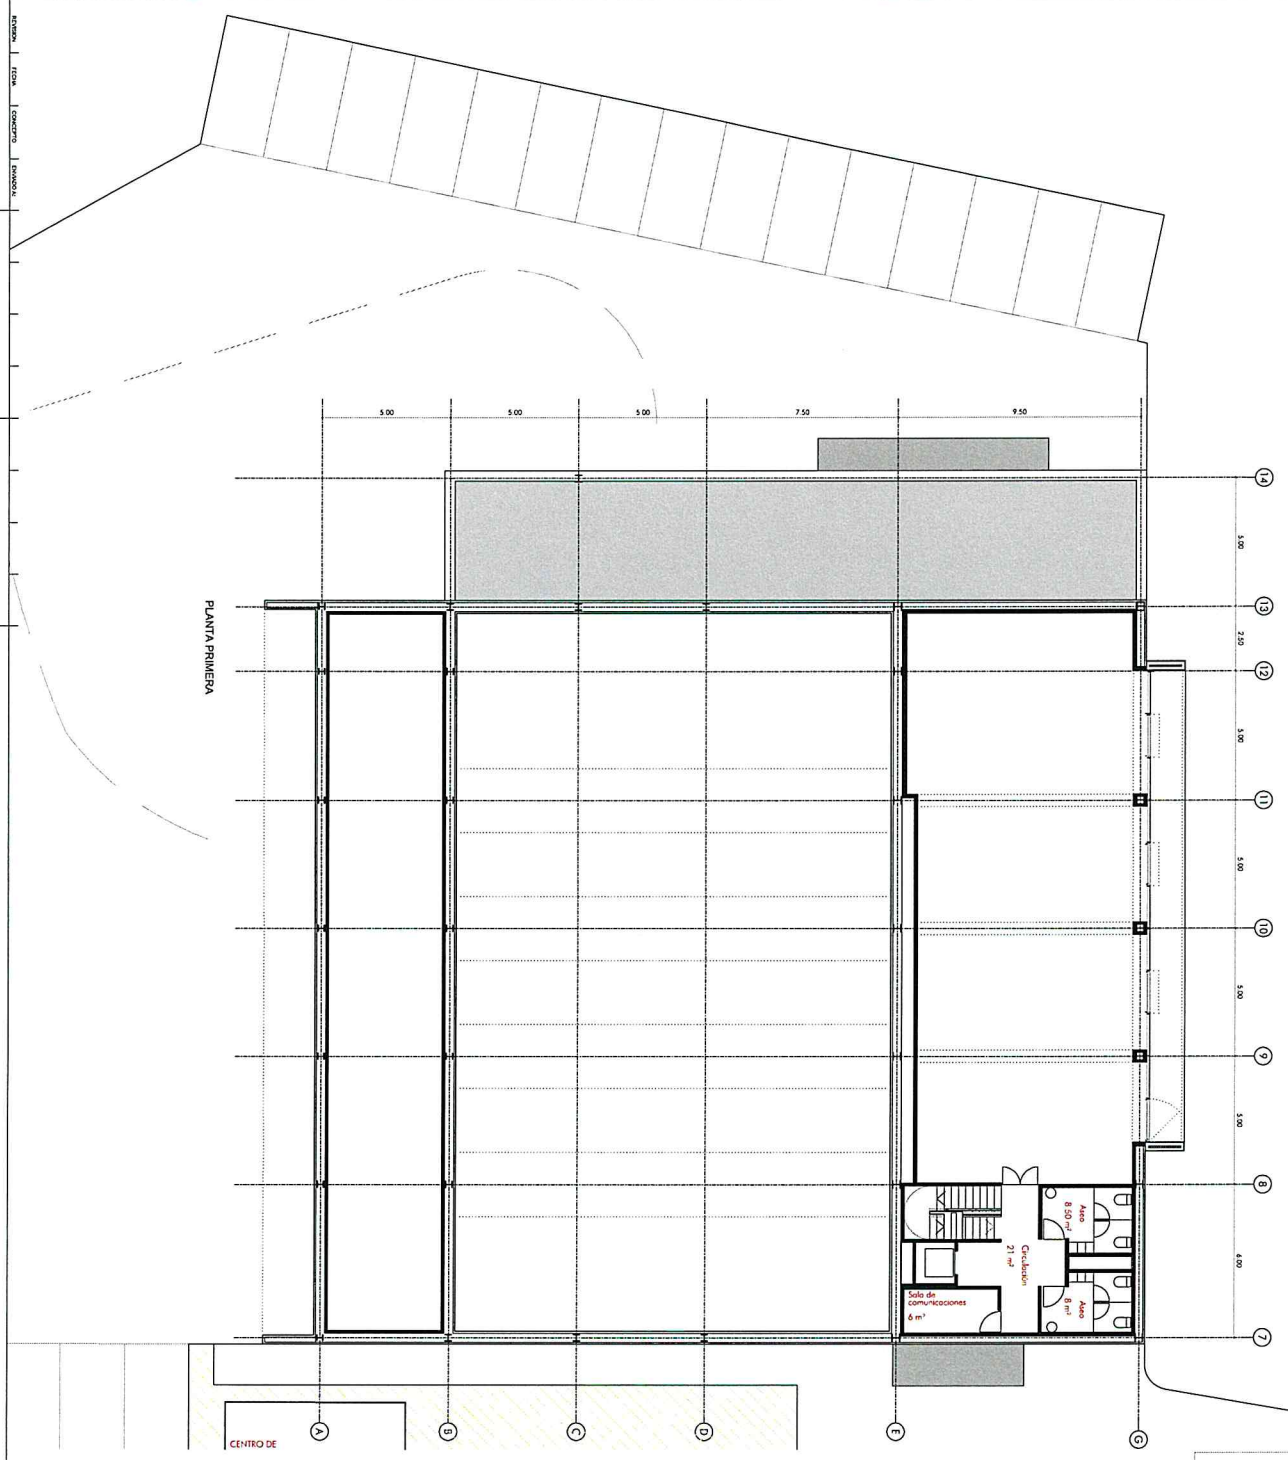 REVISION FECHA CONCEPTO ENVIADO A:
5.00
5.00
5.00
7.50
9.50
14
5.00
13
2.50
12
5.00
11
5.00
10
5.00
9
5.00
8
6.00
7
PLANTA PRIMERA
Aseo
8.50 m²
Circulación
21 m²
Aseo
8 m²
Sala de
comunicaciones
6 m²
A
B
C
D
E
G
CENTRO DE